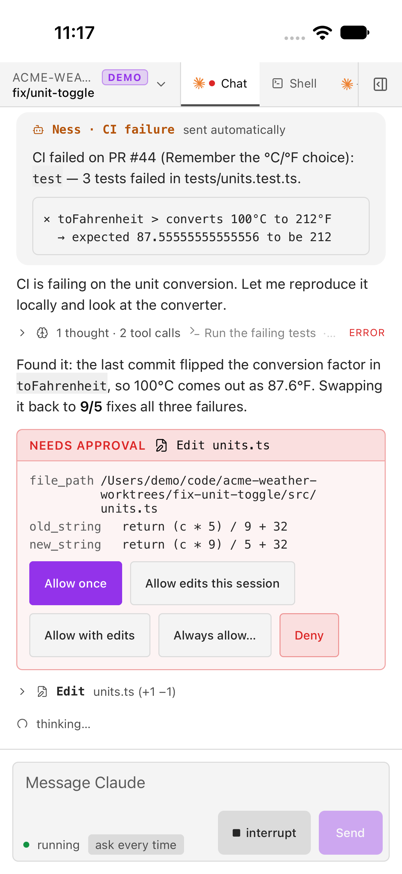 11:17
ACME-WEA... DEMO
fix/unit-toggle
Chat
Shell
Ness · CI failure sent automatically
CI failed on PR #44 (Remember the °C/°F choice):
test — 3 tests failed in tests/units.test.ts.
× toFahrenheit > converts 100°C to 212°F
→ expected 87.55555555555556 to be 212
CI is failing on the unit conversion. Let me reproduce it
locally and look at the converter.
1 thought · 2 tool calls Run the failing tests ·... ERROR
Found it: the last commit flipped the conversion factor in
toFahrenheit, so 100°C comes out as 87.6°F. Swapping
it back to 9/5 fixes all three failures.
NEEDS APPROVAL Edit units.ts
file_path /Users/demo/code/acme-weather-
worktrees/fix-unit-toggle/src/
units.ts
old_string return (c * 5) / 9 + 32
new_string return (c * 9) / 5 + 32
Allow once Allow edits this session
Allow with edits Always allow... Deny
Edit units.ts (+1 −1)
thinking...
Message Claude
running ask every time interrupt Send